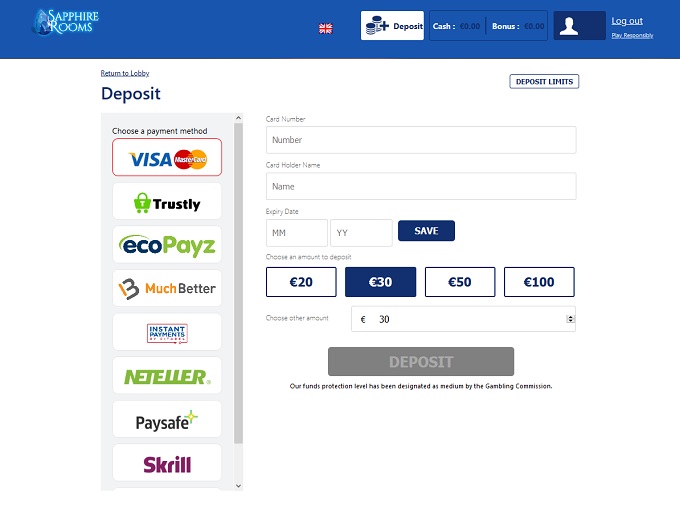 SAPPHIRE
ROOMS
Deposit
Cash : €0,00
Bonus : €0,00
Log out
Play Responsibly
Return to Lobby
Deposit
DEPOSIT LIMITS
Choose a payment method
VISA MasterCard
Trustly
ecoPayz
MuchBetter
INSTANT
PAYMENTS
BY CITADEL
NETELLER
Paysafe
Skrill
Card Number
Number
Card Holder Name
Name
Expiry Date
MM
YY
SAVE
Choose an amount to deposit
€20
€30
€50
€100
Choose other amount
€ 30
DEPOSIT
Our funds protection level has been designated as medium by the Gambling Commission.